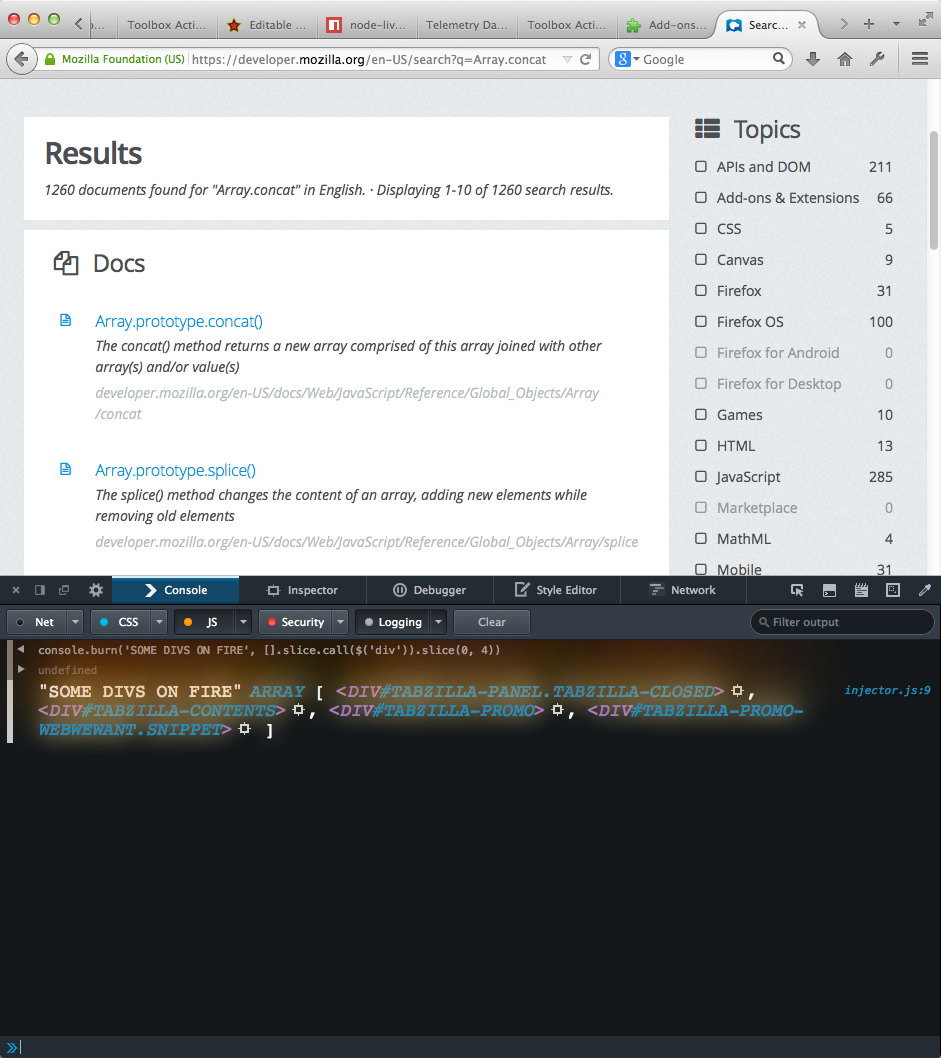 ...
Toolbox Acti...
Editable ...
node-liv...
Telemetry Da...
Toolbox Acti...
Add-ons...
Searc...
Mozilla Foundation (US)
https://developer.mozilla.org/en-US/search?q=Array.concat
8
Google
Results
1260 documents found for "Array.concat" in English. · Displaying 1-10 of 1260 search results.
Docs
Array.prototype.concat()
The concat() method returns a new array comprised of this array joined with other
array(s) and/or value(s)
developer.mozilla.org/en-US/docs/Web/JavaScript/Reference/Global_Objects/Array
/concat
Array.prototype.splice()
The splice() method changes the content of an array, adding new elements while
removing old elements
developer.mozilla.org/en-US/docs/Web/JavaScript/Reference/Global_Objects/Array/splice
Topics
APIs and DOM 211
Add-ons & Extensions 66
CSS 5
Canvas 9
Firefox 31
Firefox OS 100
Firefox for Android 0
Firefox for Desktop 0
Games 10
HTML 13
JavaScript 285
Marketplace 0
MathML 4
Mobile 31
Console
Inspector
Debugger
Style Editor
Network
Net
CSS
JS
Security
Logging
Clear
Filter output
console.burn('SOME DIVS ON FIRE', [].slice.call($('div')).slice(0, 4))
undefined
"SOME DIVS ON FIRE" ARRAY [ <DIV#TABZILLA-PANEL.TABZILLA-CLOSED> ,
injector.js:9
<DIV#TABZILLA-CONTENTS> , <DIV#TABZILLA-PROMO> , <DIV#TABZILLA-PROMO-
WEBWEWANT.SNIPPET> ]